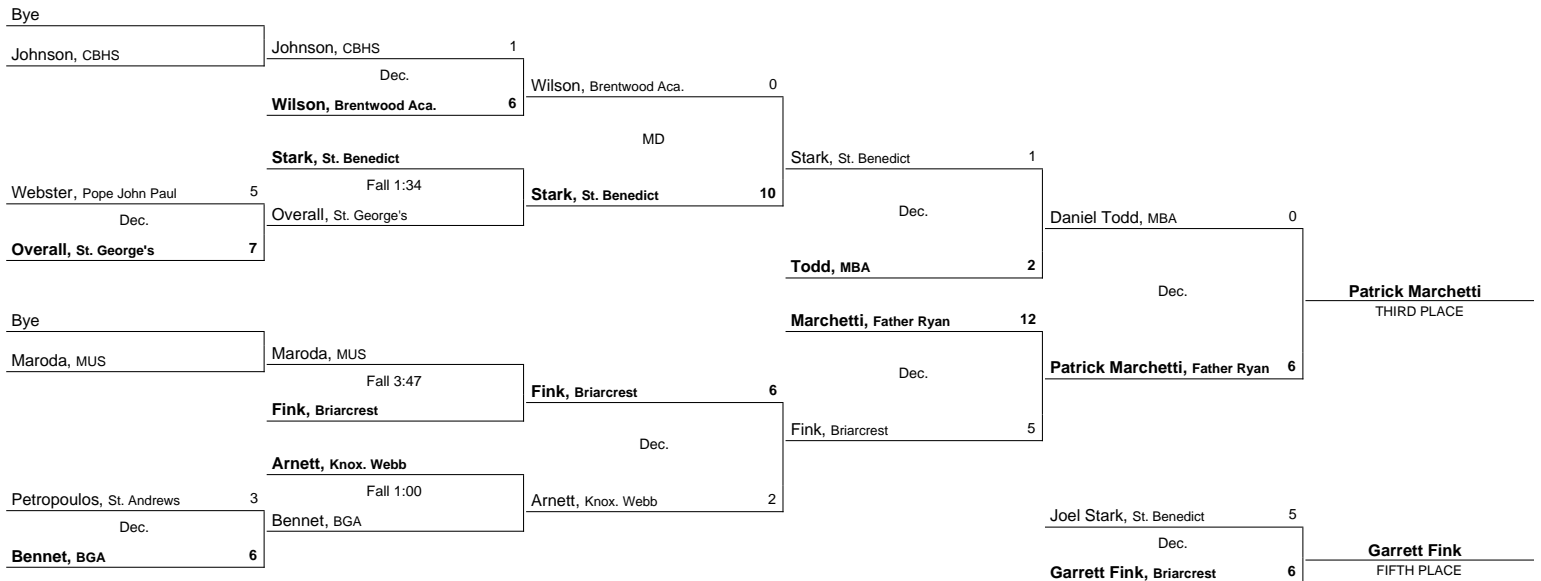 Bye
Johnson, CBHS
Webster, Pope John Paul 5
Dec.
Overall, St. George's 7
Bye
Maroda, MUS
Petropoulos, St. Andrews 3
Dec.
Bennet, BGA 6
Johnson, CBHS 1
Dec.
Wilson, Brentwood Aca. 6
Stark, St. Benedict
Fall 1:34
Overall, St. George's
Maroda, MUS
Fall 3:47
Fink, Briarcrest
Arnett, Knox. Webb
Fall 1:00
Bennet, BGA
Wilson, Brentwood Aca. 0
MD
Stark, St. Benedict 10
Fink, Briarcrest 6
Dec.
Arnett, Knox. Webb 2
Stark, St. Benedict 1
Dec.
Todd, MBA 2
Marchetti, Father Ryan 12
Dec.
Fink, Briarcrest 5
Daniel Todd, MBA 0
Dec.
Patrick Marchetti, Father Ryan 6
Patrick Marchetti
THIRD PLACE
Joel Stark, St. Benedict 5
Dec.
Garrett Fink, Briarcrest 6
Garrett Fink
FIFTH PLACE